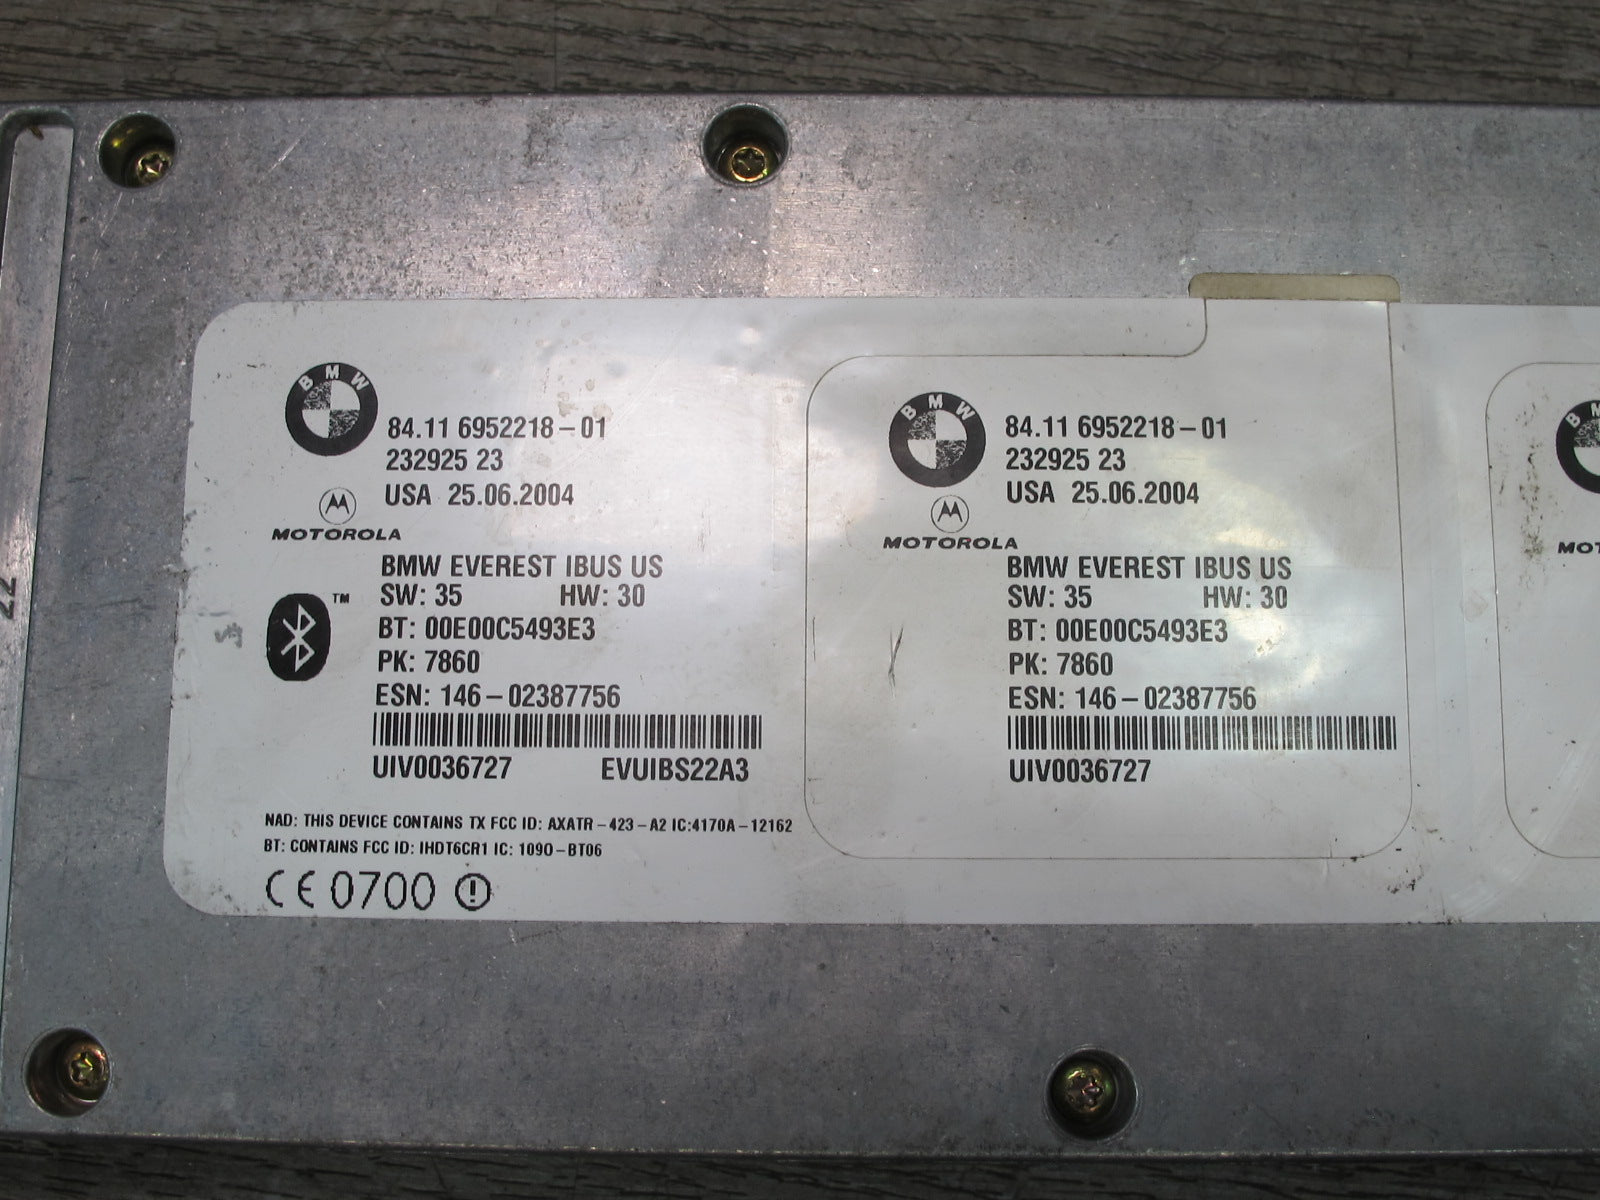 BMW
84.11 6952218-01
232925 23
USA 25.06.2004
MOTOROLA
BMW EVEREST IBUS US
SW: 35 HW: 30
TM
BT: 00E00C5493E3
PK: 7860
ESN: 146-02387756
UIV0036727 EVUIBS22A3
NAD: THIS DEVICE CONTAINS TX FCC ID: AXATR-423-A2 IC:4170A-12162
BT: CONTAINS FCC ID: IHDT6CR1 IC: 1090-BT06
CE 0700
BMW
84.11 6952218-01
232925 23
USA 25.06.2004
MOTOROLA
BMW EVEREST IBUS US
SW: 35 HW: 30
BT: 00E00C5493E3
PK: 7860
ESN: 146-02387756
UIV0036727